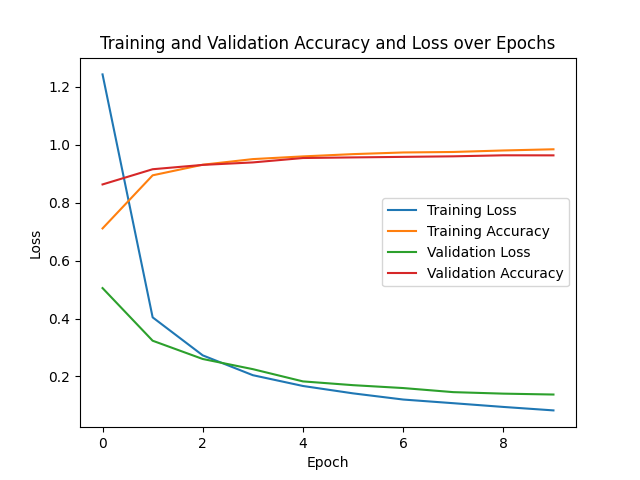 Training and Validation Accuracy and Loss over Epochs
1.2
1.0
0.8
0.6
0.4
0.2
Loss
Training Loss
Training Accuracy
Validation Loss
Validation Accuracy
0 2 4 6 8
Epoch